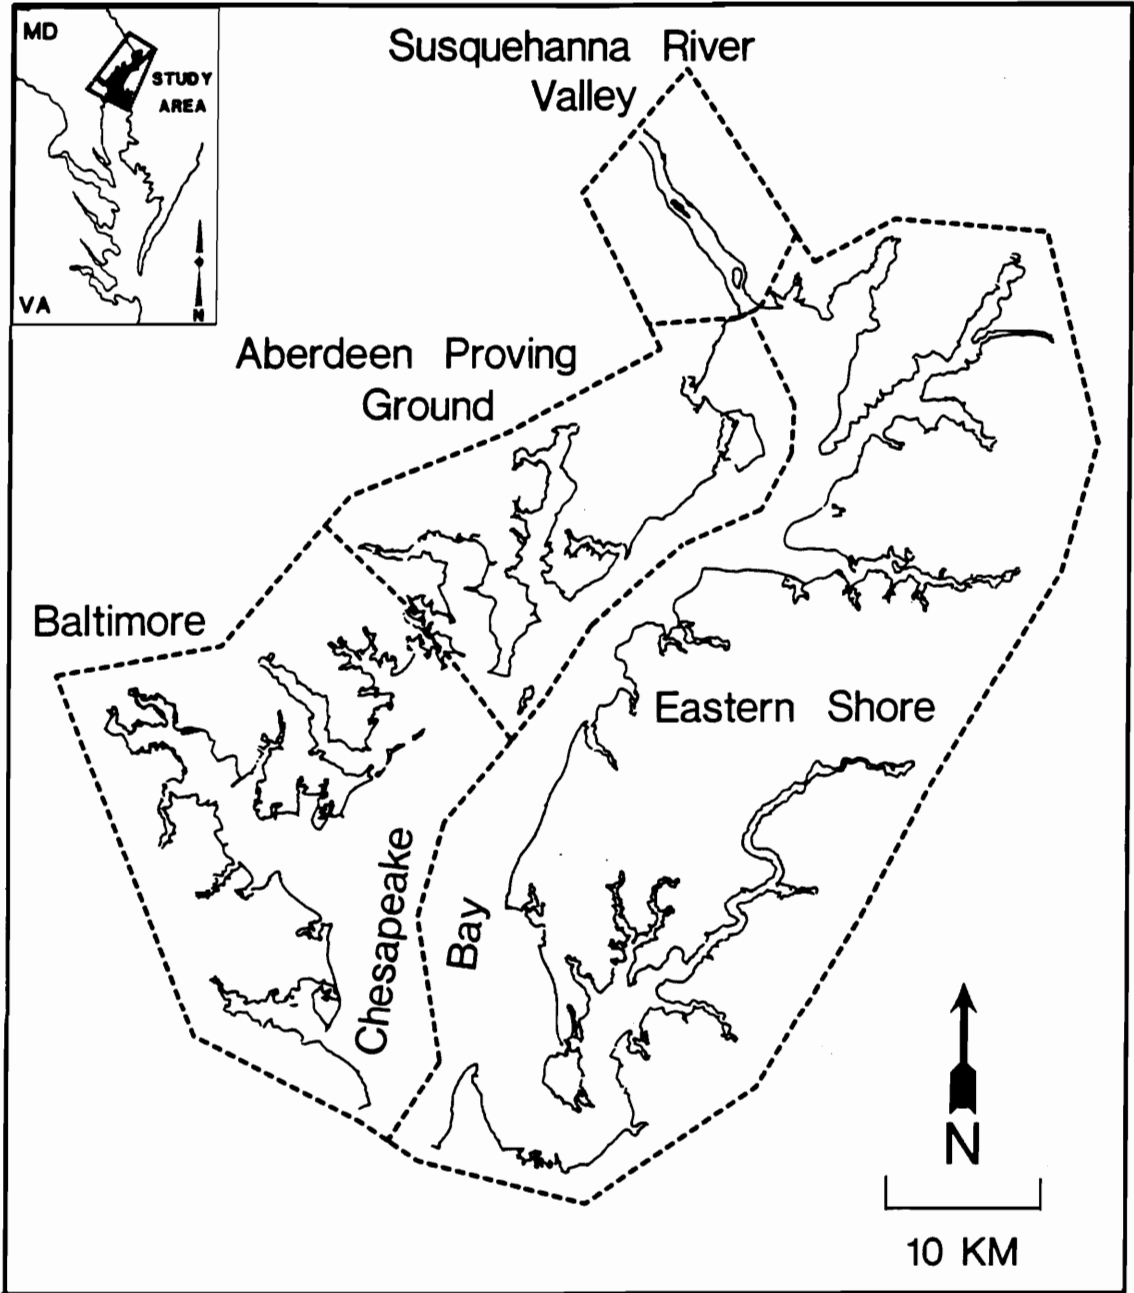 MD
STUDY
AREA
VA
N
Susquehanna River
Valley
Aberdeen Proving
Ground
Baltimore
Eastern Shore
Chesapeake
Bay
N
10 KM